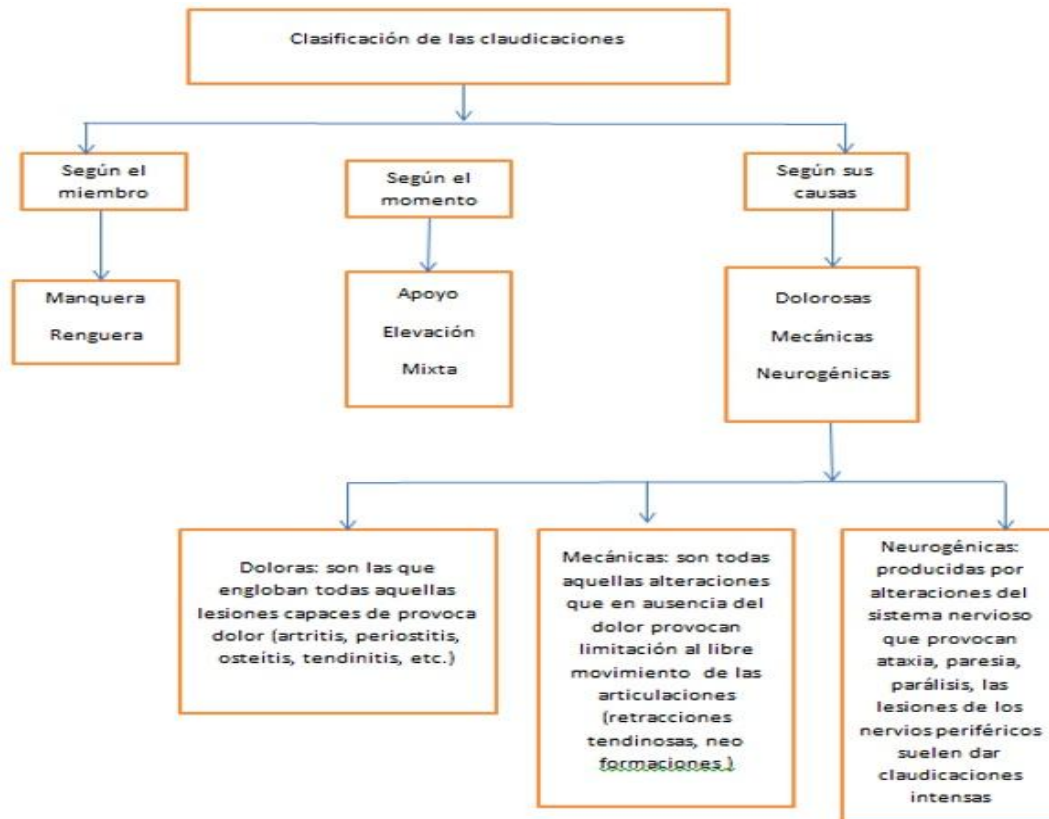 Clasificación de las claudicaciones
Según el
miembro
Según el
momento
Según sus
causas
Manquera
Renguera
Apoyo
Elevación
Mixta
Dolorosas
Mecánicas
Neurogénicas
Doloras: son las que
engloban todas aquellas
lesiones capaces de provoca
dolor (artritis, periostitis,
osteítis, tendinitis, etc.)
Mecánicas: son todas
aquellas alteraciones
que en ausencia del
dolor provocan
limitación al libre
movimiento de las
articulaciones
(retracciones
tendinosas, neo
formaciones )
Neurogénicas:
producidas por
alteraciones del
sistema nervioso
que provocan
ataxia, paresia,
parálisis, las
lesiones de los
nervios periféricos
suelen dar
claudicaciones
intensas